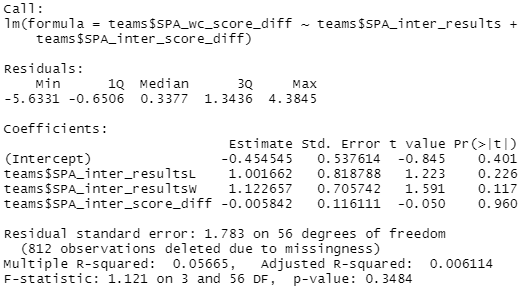 Call:
lm(formula = teams$SPA_wc_score_diff ~ teams$SPA_inter_results +
    teams$SPA_inter_score_diff)
Residuals:
    Min      1Q  Median      3Q     Max
-5.6331 -0.6506  0.3377  1.3436  4.3845
Coefficients:
                            Estimate Std. Error t value Pr(>|t|)
(Intercept)                -0.454545   0.537614  -0.845    0.401
teams$SPA_inter_resultsL    1.001662   0.818788   1.223    0.226
teams$SPA_inter_resultsW    1.122657   0.705742   1.591    0.117
teams$SPA_inter_score_diff -0.005842   0.116111  -0.050    0.960
Residual standard error: 1.783 on 56 degrees of freedom
  (812 observations deleted due to missingness)
Multiple R-squared:  0.05665,   Adjusted R-squared:  0.006114
F-statistic: 1.121 on 3 and 56 DF,  p-value: 0.3484